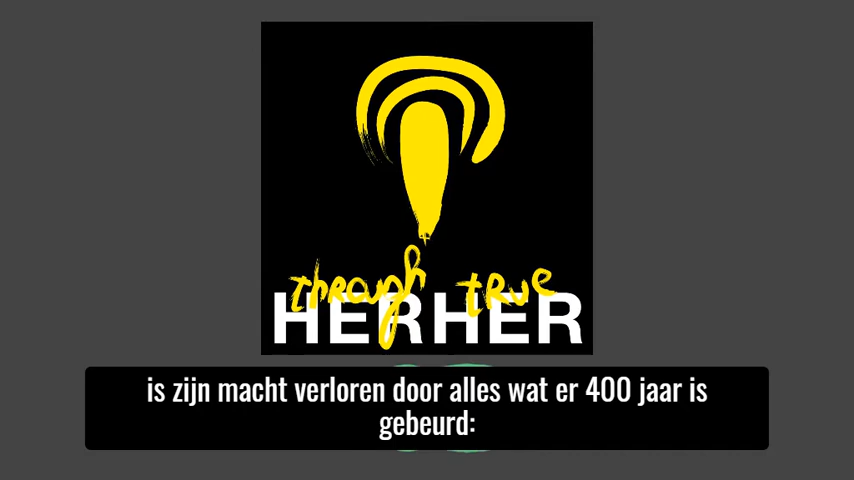 through true
HERHER
is zijn macht verloren door alles wat er 400 jaar is
gebeurd: